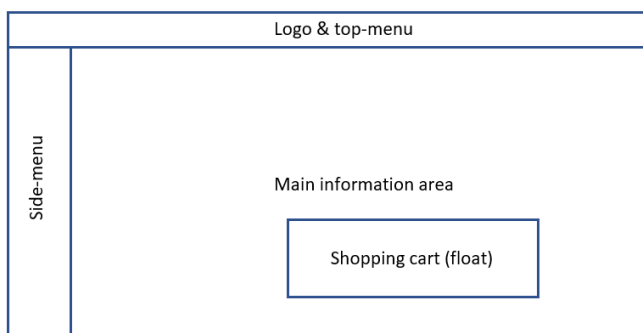 Logo & top-menu
Side-menu
Main information area
Shopping cart (float)